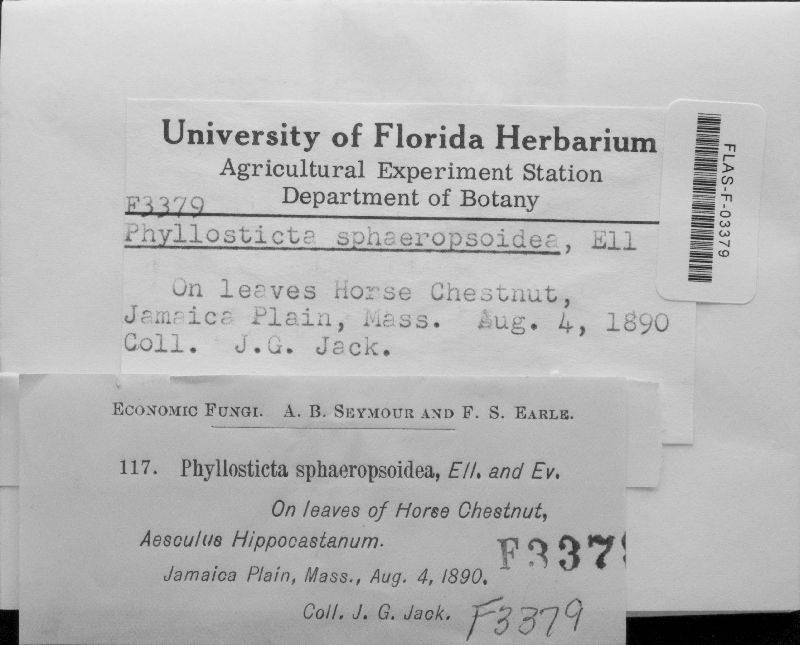 University of Florida Herbarium
Agricultural Experiment Station
Department of Botany
F3379
Phyllosticta sphaeropsoidea, Ell
On leaves Horse Chestnut,
Jamaica Plain, Mass. Aug. 4, 1890
Coll. J.G. Jack.
FLAS-F-03379
Economic Fungi. A. B. Seymour and F. S. Earle.
117. Phyllosticta sphaeropsoidea, Ell. and Ev.
On leaves of Horse Chestnut,
Aesculus Hippocastanum.
F3379
Jamaica Plain, Mass., Aug. 4, 1890.
Coll. J. G. Jack.
F3379